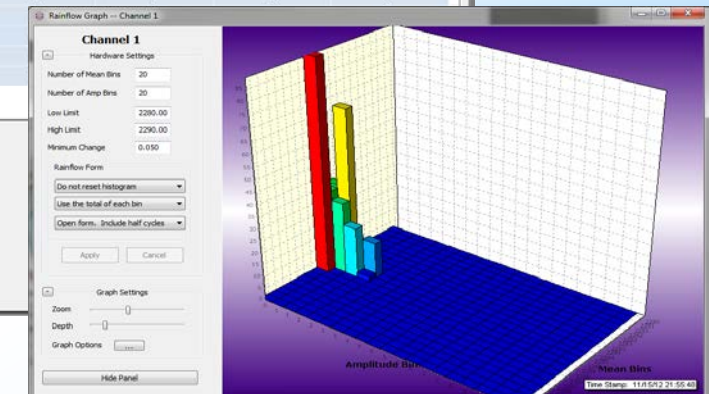 Rainflow Graph -- Channel 1
Channel 1
Hardware Settings
Number of Mean Bins 20
Number of Amp Bins 20
Low Limit 2280.00
High Limit 2290.00
Minimum Change 0.050
Rainflow Form
Do not reset histogram
Use the total of each bin
Open form. Include half cycles
Apply Cancel
Graph Settings
Zoom
Depth
Graph Options ...
Hide Panel
Amplitude Bins
Mean Bins
Time Stamp: 11/15/12 21:55:48